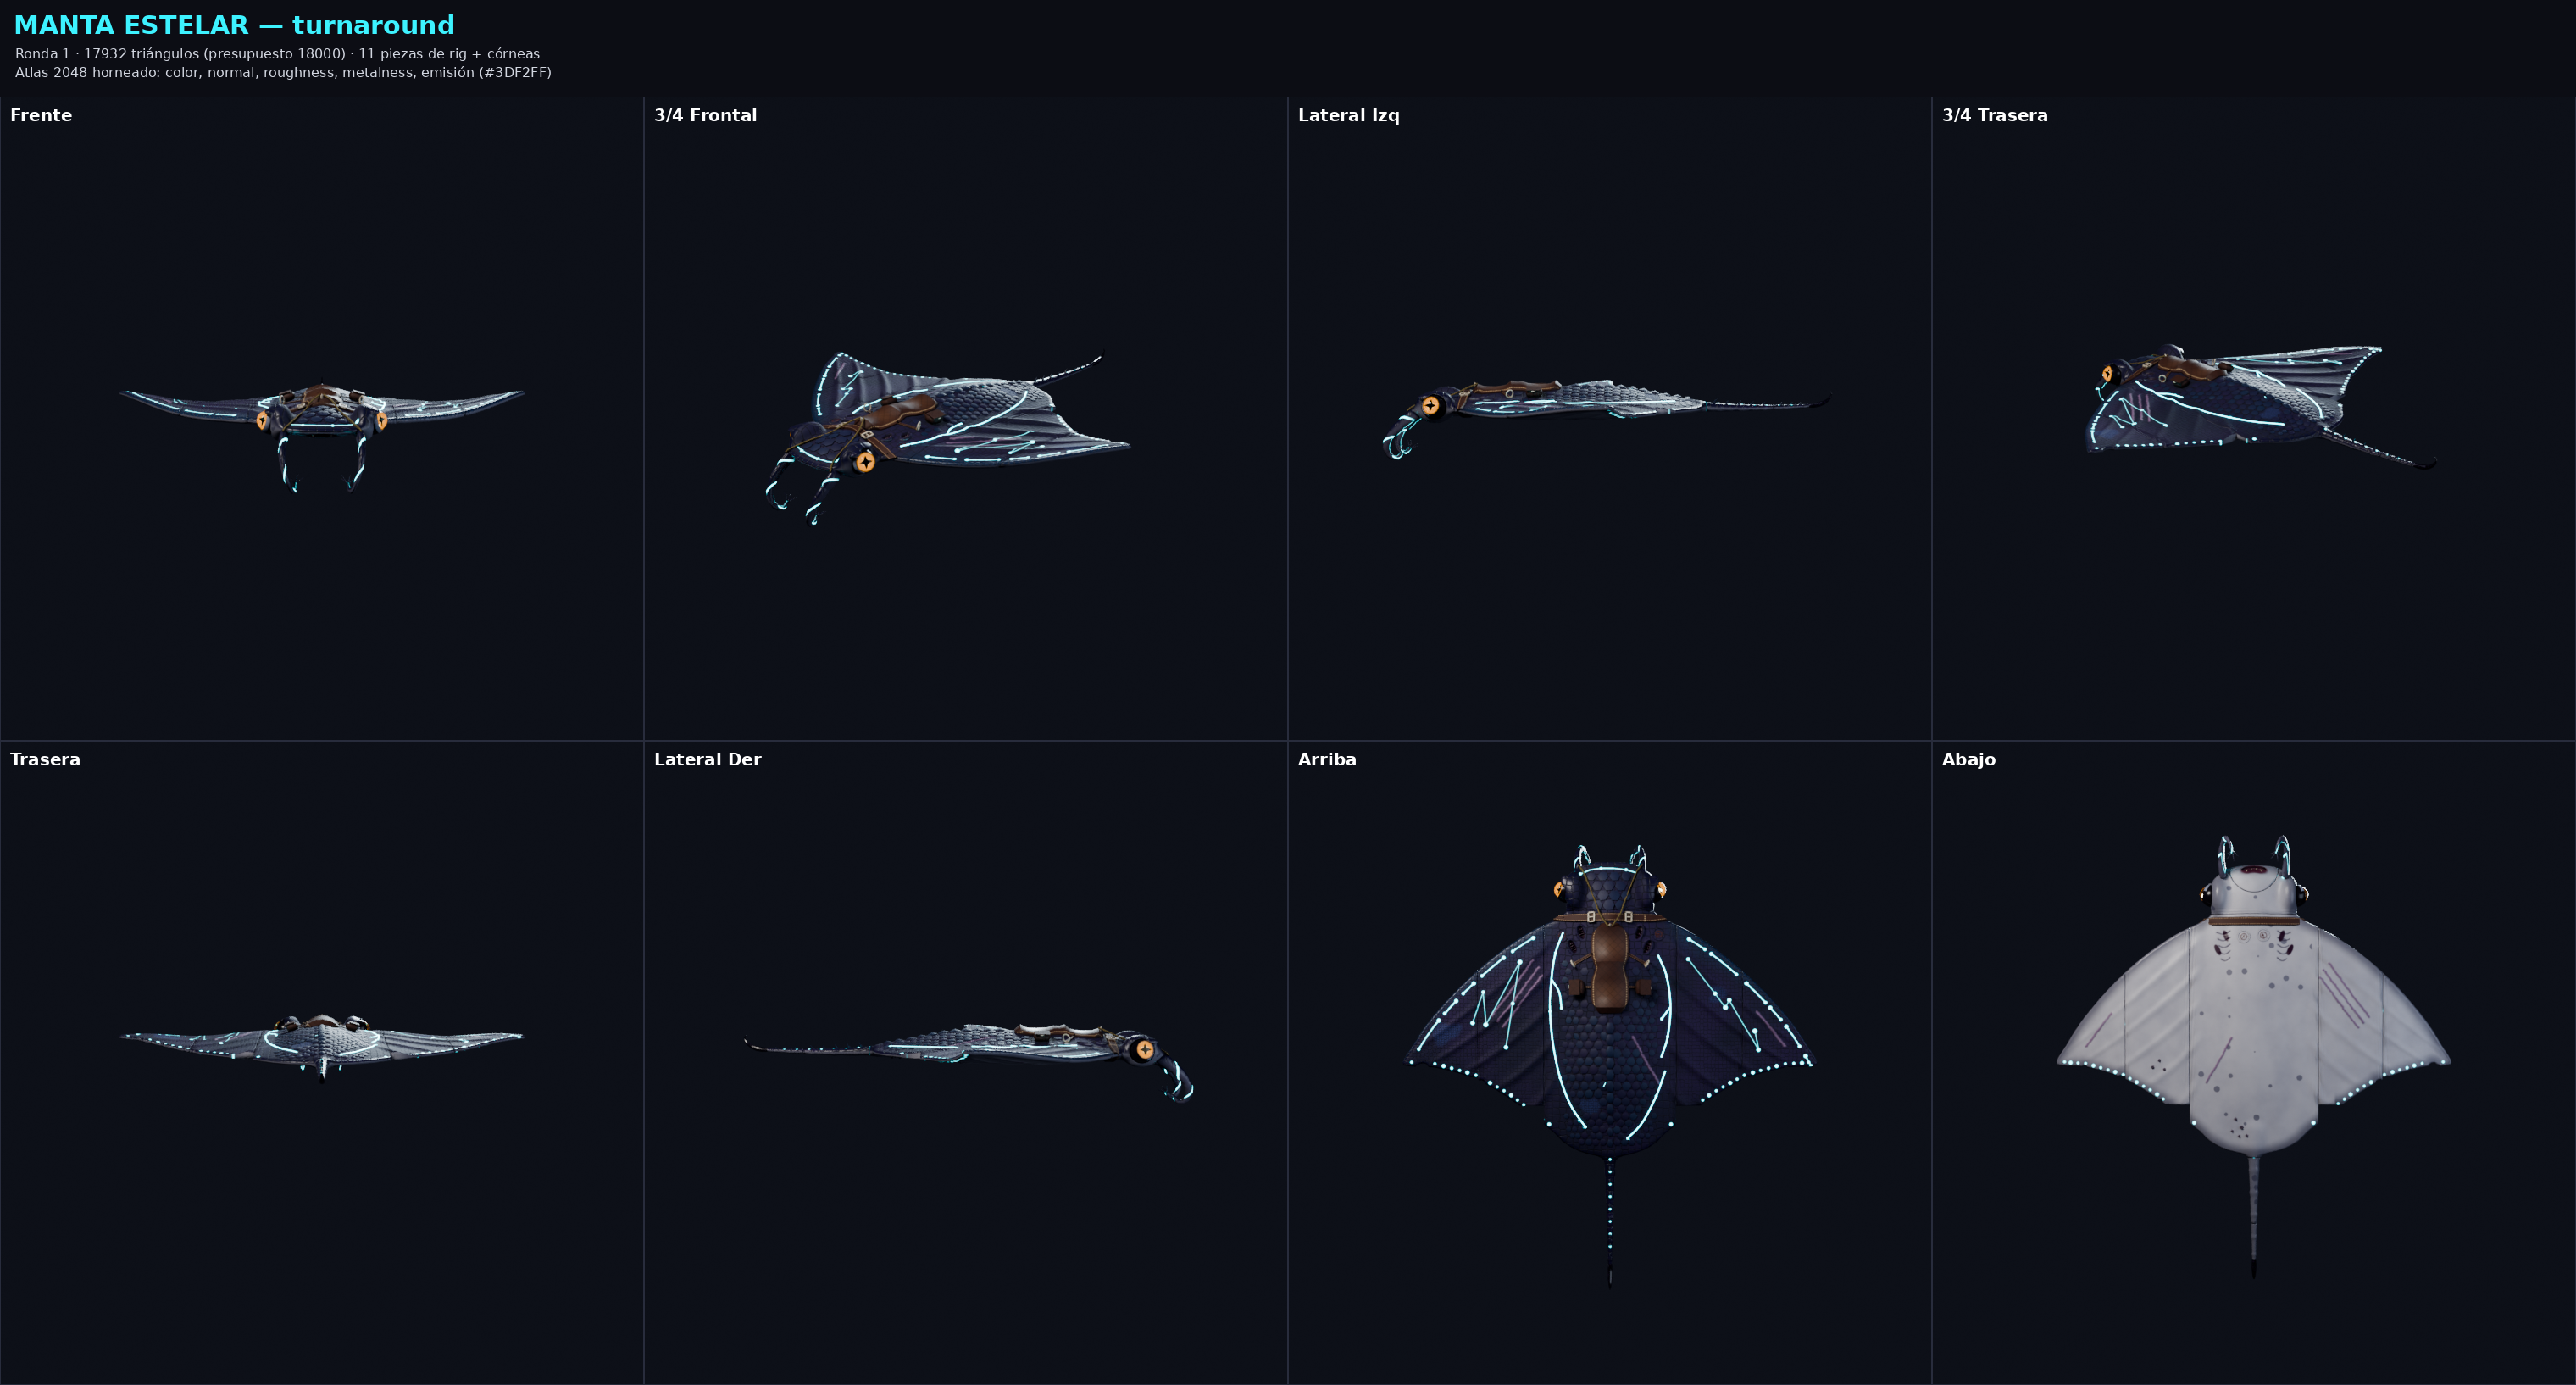 MANTA ESTELAR — turnaround
Ronda 1 · 17932 triángulos (presupuesto 18000) · 11 piezas de rig + córneas
Atlas 2048 horneado: color, normal, roughness, metalness, emisión (#3DF2FF)
Frente
3/4 Frontal
Lateral Izq
3/4 Trasera
Trasera
Lateral Der
Arriba
Abajo